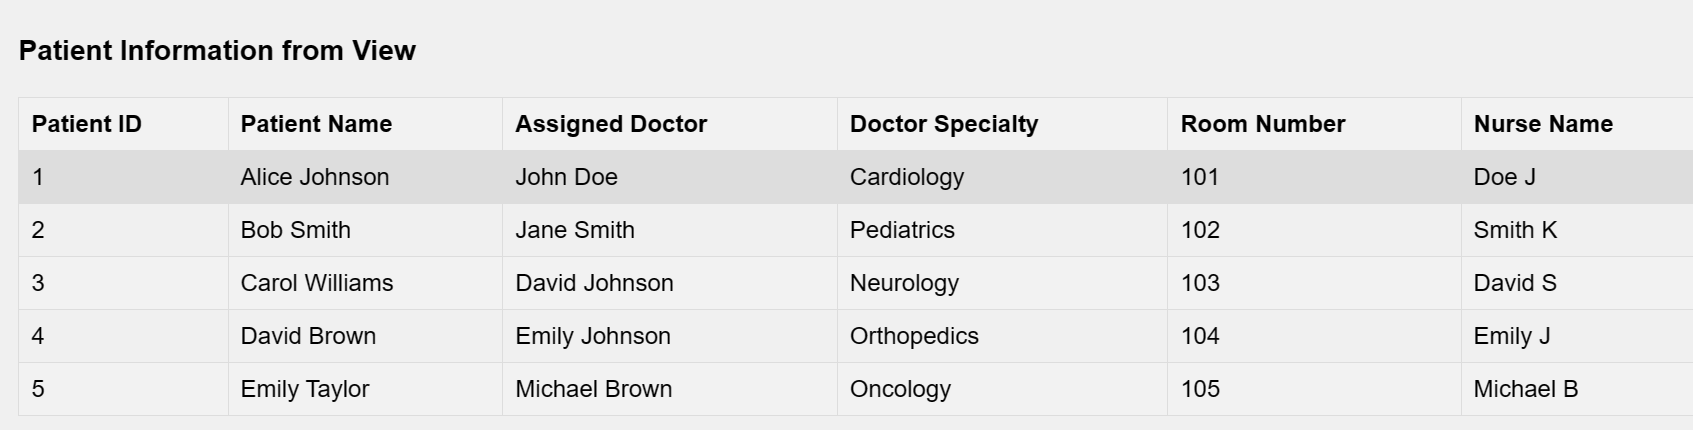 Patient Information from View
Patient ID Patient Name Assigned Doctor Doctor Specialty Room Number Nurse Name
1 Alice Johnson John Doe Cardiology 101 Doe J
2 Bob Smith Jane Smith Pediatrics 102 Smith K
3 Carol Williams David Johnson Neurology 103 David S
4 David Brown Emily Johnson Orthopedics 104 Emily J
5 Emily Taylor Michael Brown Oncology 105 Michael B